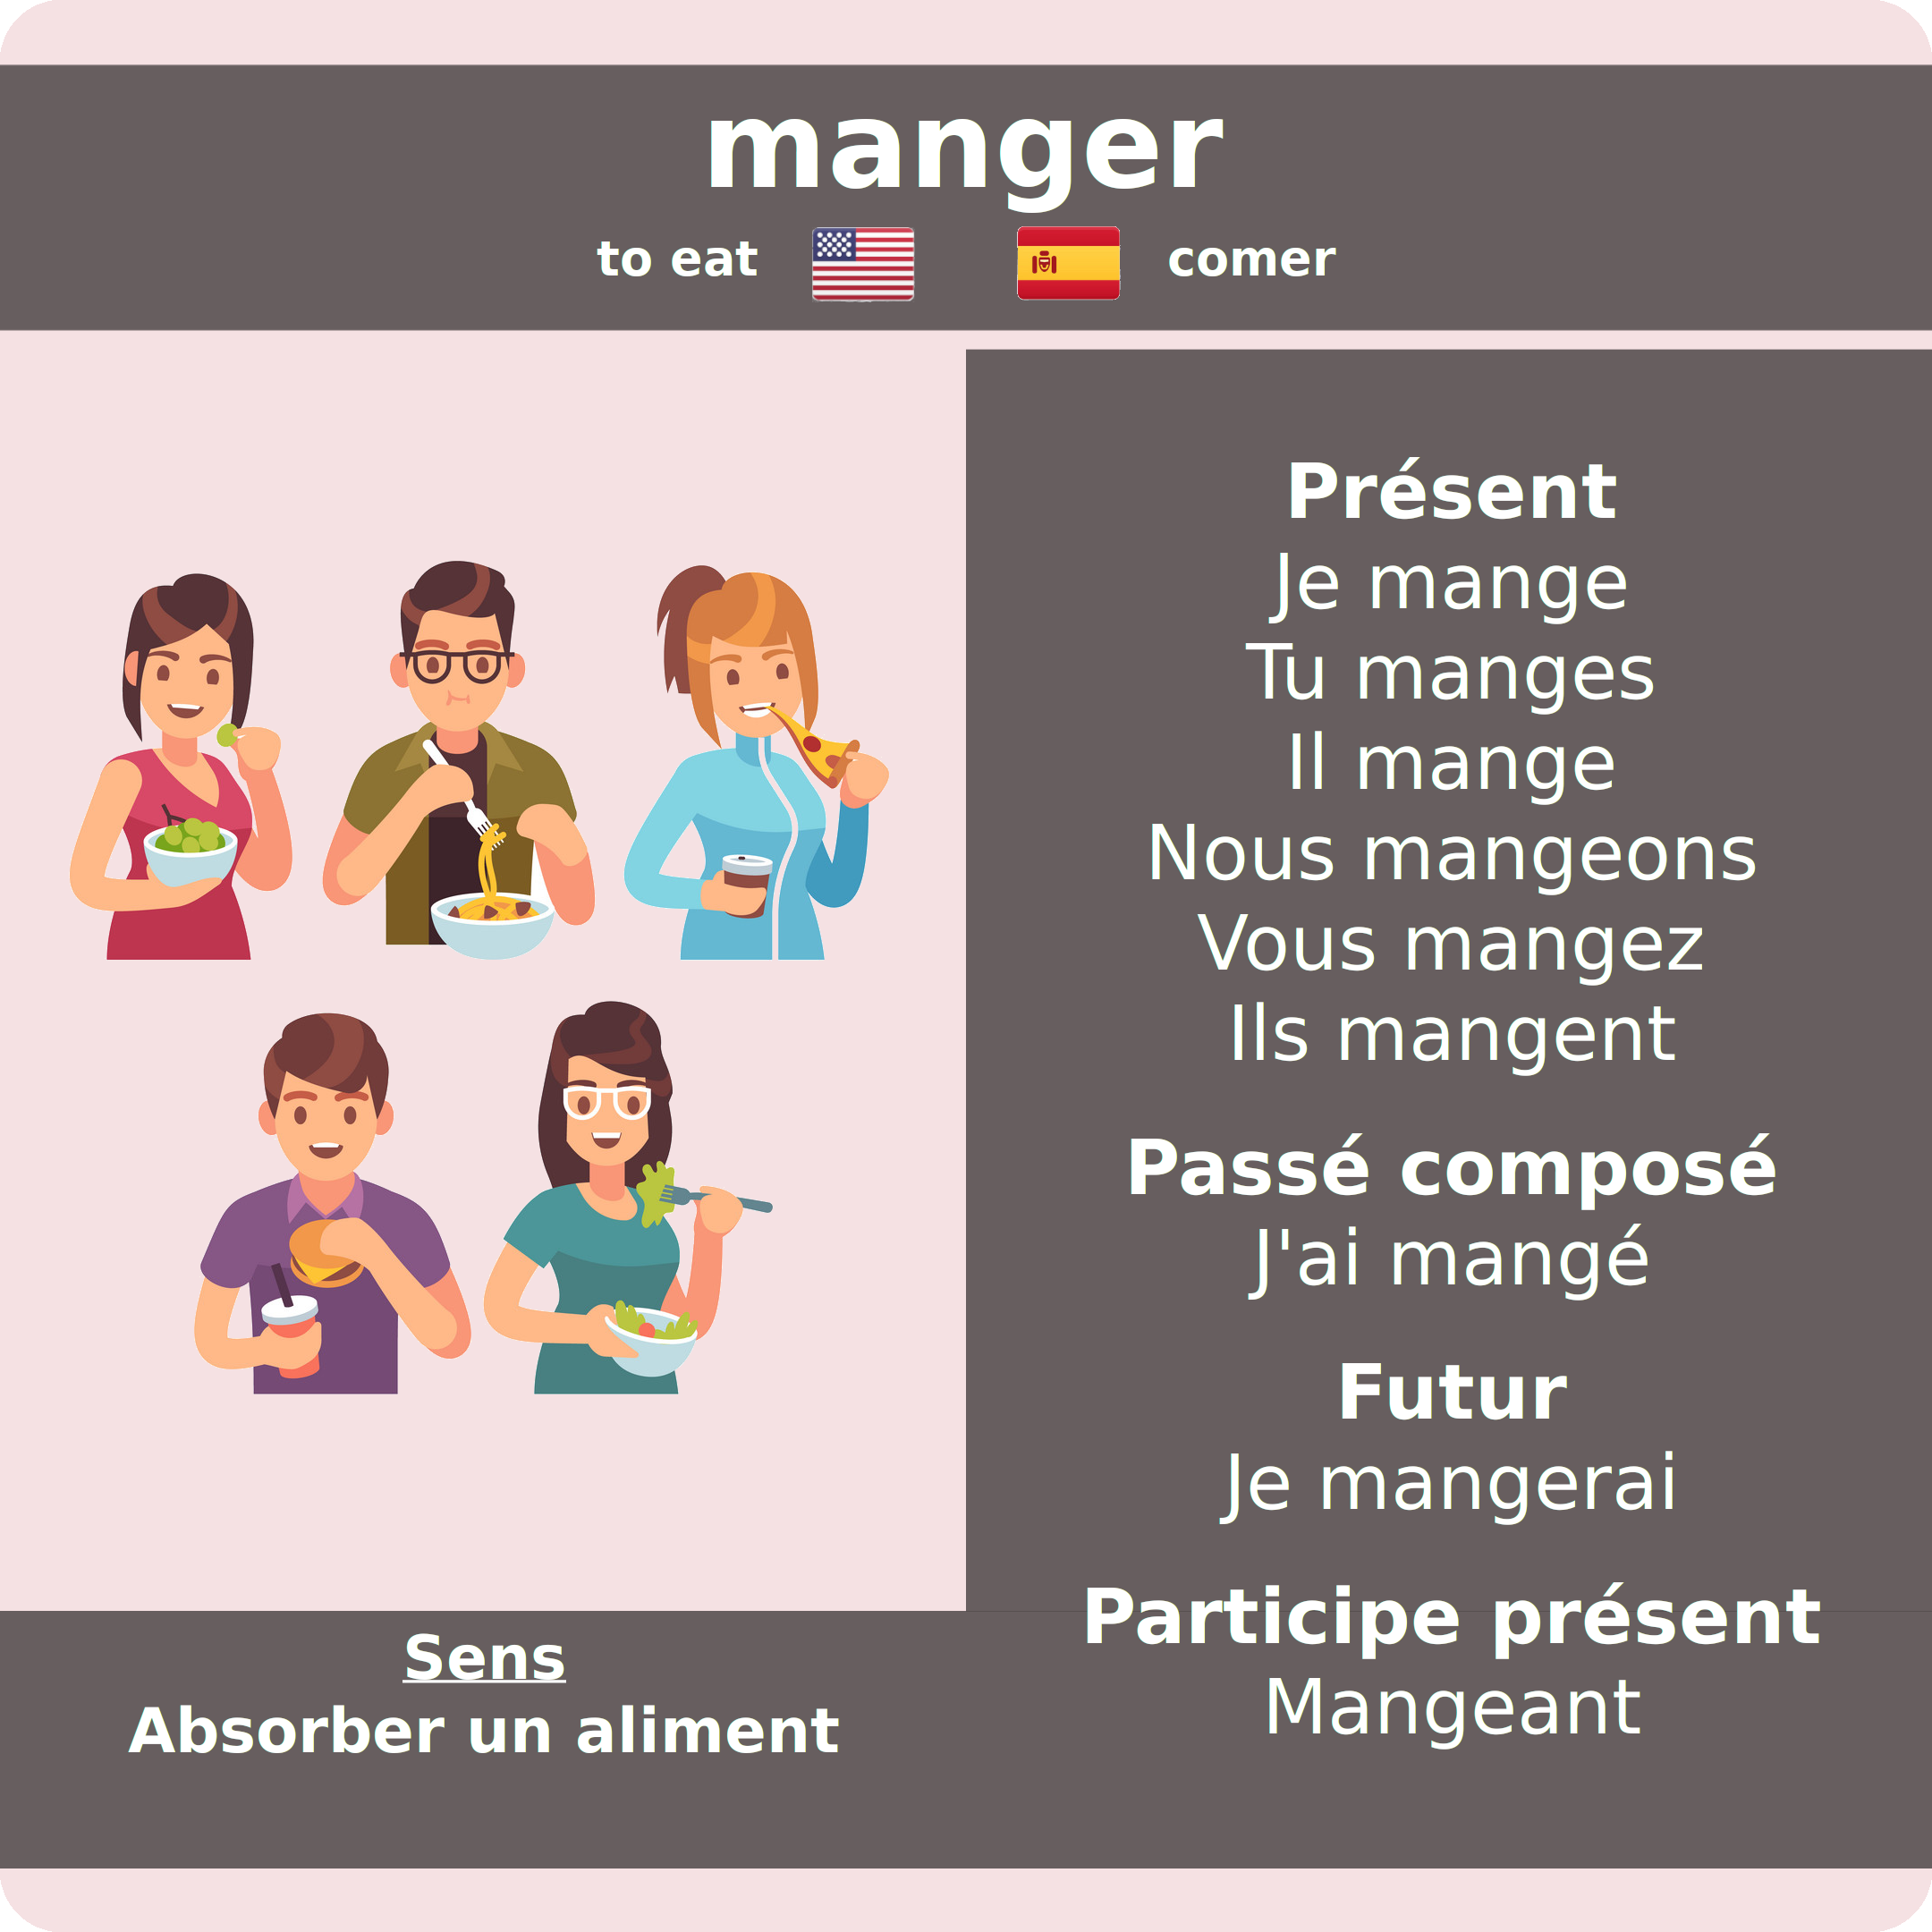 manger
to eat
comer
Présent
Je mange
Tu manges
Il mange
Nous mangeons
Vous mangez
Ils mangent
Passé composé
J'ai mangé
Futur
Je mangerai
Participe présent
Mangeant
Sens
Absorber un aliment